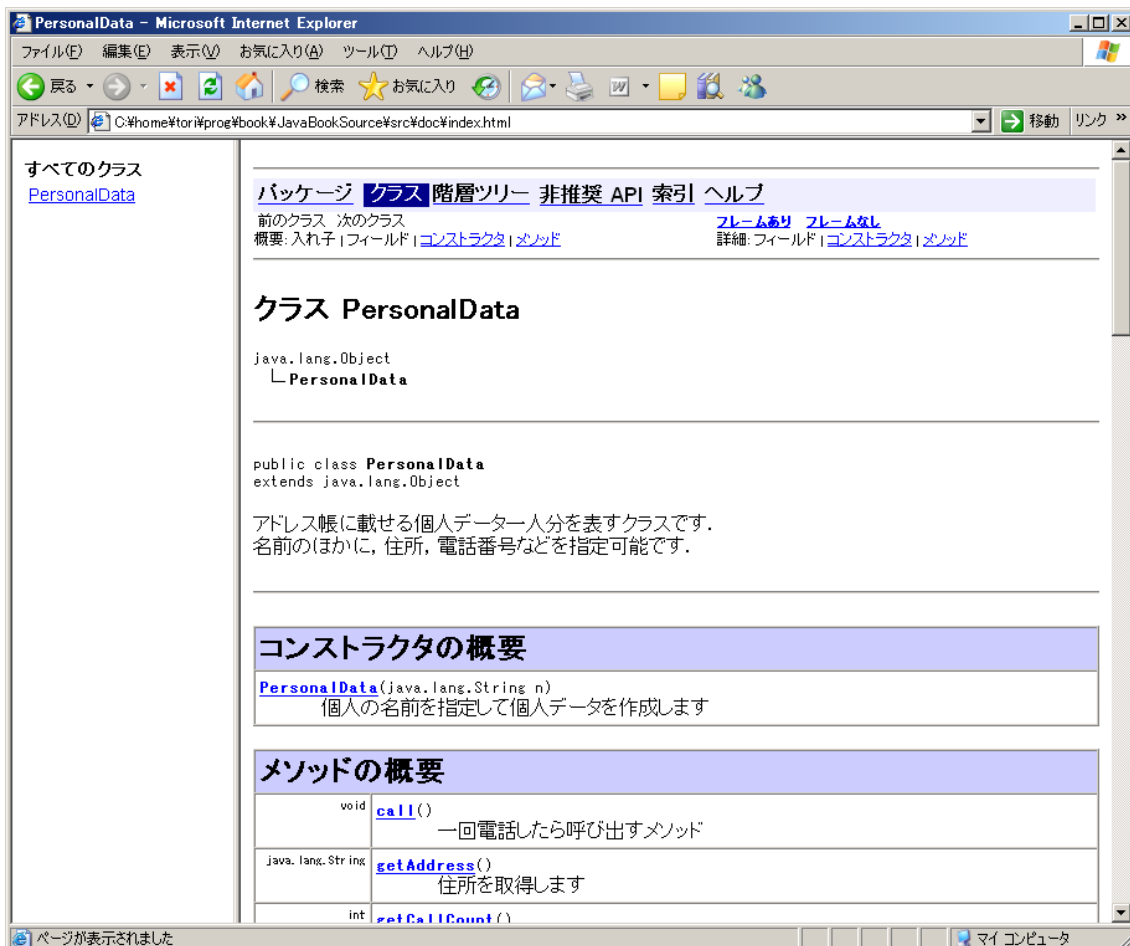 PersonalData - Microsoft Internet Explorer
ファイル(F) 編集(E) 表示(V) お気に入り(A) ツール(T) ヘルプ(H)
戻る 検索 お気に入り
アドレス(D) C:¥home¥tori¥prog¥book¥JavaBookSource¥src¥doc¥index.html 移動 リンク »
すべてのクラス
PersonalData
パッケージ クラス 階層ツリー 非推奨 API 索引 ヘルプ
前のクラス 次のクラス フレームあり フレームなし
概要: 入れ子 | フィールド | コンストラクタ | メソッド 詳細: フィールド | コンストラクタ | メソッド
クラス PersonalData
java.lang.Object
PersonalData
public class PersonalData
extends java.lang.Object
アドレス帳に載せる個人データ一人分を表すクラスです.
名前のほかに, 住所, 電話番号などを指定可能です.
コンストラクタの概要
PersonalData(java.lang.String n)
個人の名前を指定して個人データを作成します
メソッドの概要
void call()
一回電話したら呼び出すメソッド
java.lang.String getAddress()
住所を取得します
int getCallCount()
ページが表示されました マイ コンピュータ